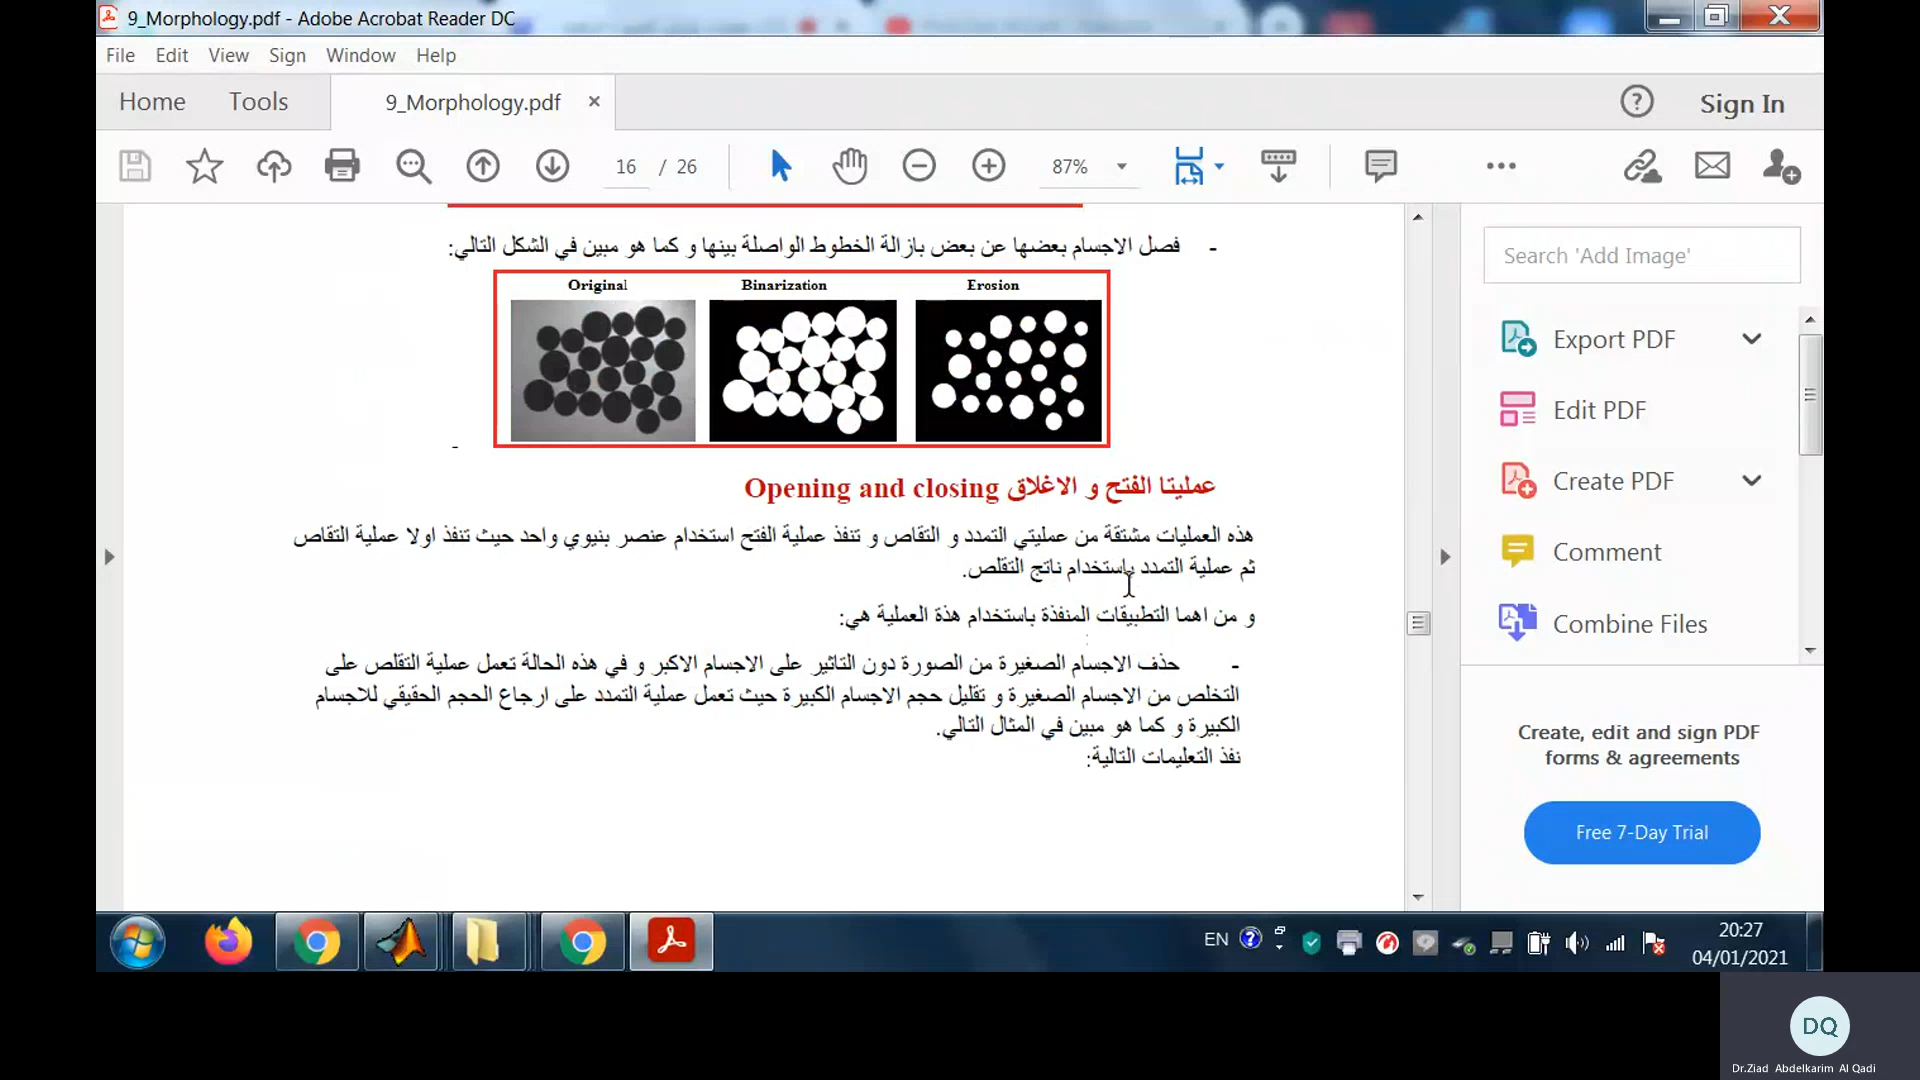 9_Morphology.pdf - Adobe Acrobat Reader DC
File Edit View Sign Window Help
Home Tools 9_Morphology.pdf × Sign In
16 / 26 87%
- فصل الاجسام بعضها عن بعض بازالة الخطوط الواصلة بينها و كما هو مبين في الشكل التالي:
Original Binarization Erosion
-
عمليتا الفتح و الاغلاق Opening and closing
هذه العمليات مشتقة من عمليتي التمدد و التقاص و تنفذ عملية الفتح استخدام عنصر بنيوي واحد حيث تنفذ اولا عملية التقاص
ثم عملية التمدد باستخدام ناتج التقلص.
و من اهما التطبيقات المنفذة باستخدام هذة العملية هي:
- حذف الاجسام الصغيرة من الصورة دون التاثير على الاجسام الاكبر و في هذه الحالة تعمل عملية التقلص على
التخلص من الاجسام الصغيرة و تقليل حجم الاجسام الكبيرة حيث تعمل عملية التمدد على ارجاع الحجم الحقيقي للاجسام
الكبيرة و كما هو مبين في المثال التالي.
نفذ التعليمات التالية:
Search 'Add Image'
Export PDF
Edit PDF
Create PDF
Comment
Combine Files
Create, edit and sign PDF
forms & agreements
Free 7-Day Trial
EN
20:27
04/01/2021
DQ
Dr.Ziad Abdelkarim Al Qadi